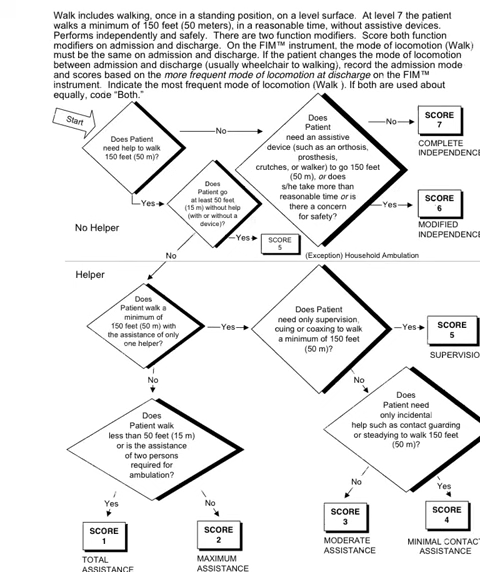 Walk includes walking, once in a standing position, on a level surface. At level 7 the patient
walks a minimum of 150 feet (50 meters), in a reasonable time, without assistive devices.
Performs independently and safely. There are two function modifiers. Score both function
modifiers on admission and discharge. On the FIM™ instrument, the mode of locomotion (Walk)
must be the same on admission and discharge. If the patient changes the mode of locomotion
between admission and discharge (usually wheelchair to walking), record the admission mode
and scores based on the more frequent mode of locomotion at discharge on the FIM™
instrument. Indicate the most frequent mode of locomotion (Walk ). If both are used about
equally, code “Both.”
Start
Does Patient
need help to walk
150 feet (50 m)?
No
Does
Patient
need an assistive
device (such as an orthosis,
prosthesis,
crutches, or walker) to go 150 feet
(50 m), or does
s/he take more than
reasonable time or is
there a concern
for safety?
No
SCORE
7
COMPLETE
INDEPENDENCE
Yes
Does
Patient go
at least 50 feet
(15 m) without help
(with or without a
device)?
Yes
SCORE
6
MODIFIED
INDEPENDENCE
No Helper
Yes
SCORE
5
No
(Exception) Household Ambulation
Helper
Does
Patient walk a
minimum of
150 feet (50 m) with
the assistance of only
one helper?
Yes
Does Patient
need only supervision,
cuing or coaxing to walk
a minimum of 150 feet
(50 m)?
Yes
SCORE
5
SUPERVISIO
No
No
Does
Patient walk
less than 50 feet (15 m)
or is the assistance
of two persons
required for
ambulation?
Does
Patient need
only incidental
help such as contact guarding
or steadying to walk 150 feet
(50 m)?
Yes
No
No
Yes
SCORE
1
TOTAL
ASSISTANCE
SCORE
2
MAXIMUM
ASSISTANCE
SCORE
3
MODERATE
ASSISTANCE
SCORE
4
MINIMAL CONTACT
ASSISTANCE